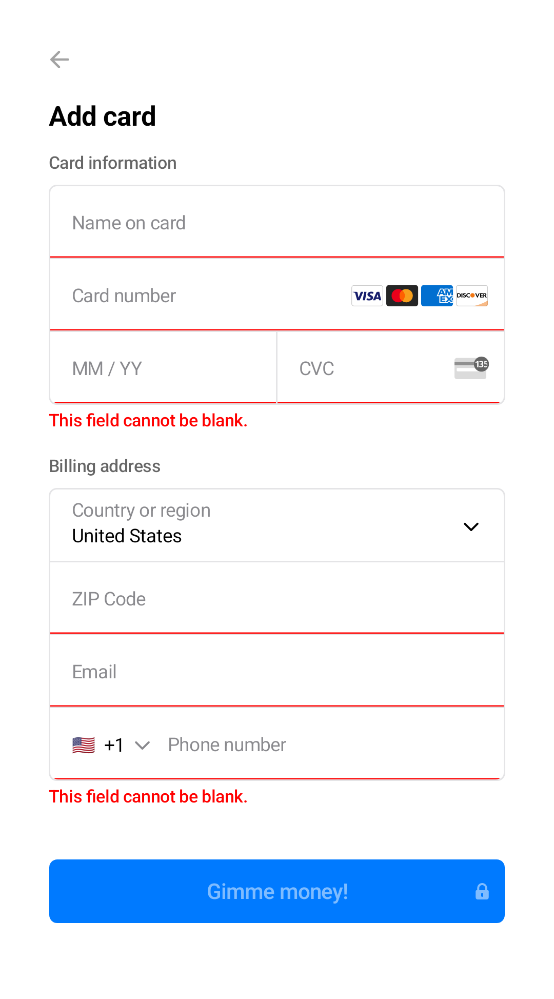 Add card
Card information
Name on card
Card number VISA AM EX DISCOVER
MM / YY CVC 135
This field cannot be blank.
Billing address
Country or region
United States
ZIP Code
Email
+1 Phone number
This field cannot be blank.
Gimme money!